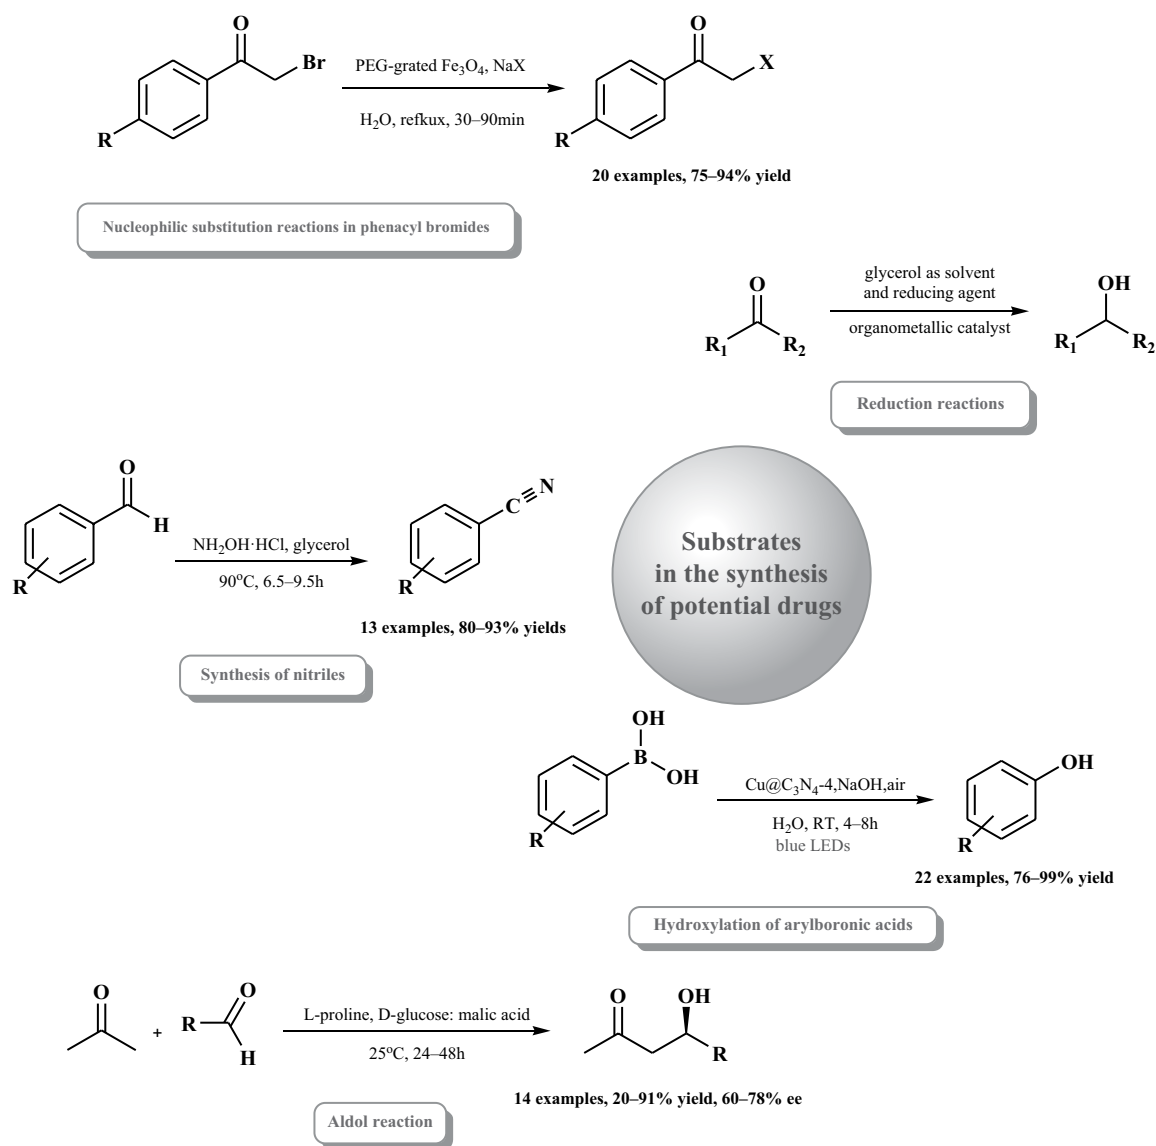 O
Br
R
PEG-grated Fe₃O₄, NaX
H₂O, refkux, 30–90min
O
X
R
20 examples, 75–94% yield
Nucleophilic substitution reactions in phenacyl bromides
O
R₁ R₂
glycerol as solvent
and reducing agent
organometallic catalyst
OH
R₁ R₂
Reduction reactions
O
H
R
NH₂OH·HCl, glycerol
90°C, 6.5–9.5h
N
C
R
13 examples, 80–93% yields
Synthesis of nitriles
Substrates
in the synthesis
of potential drugs
OH
B
OH
R
Cu@C₃N₄-4,NaOH,air
H₂O, RT, 4–8h
blue LEDs
OH
R
22 examples, 76–99% yield
Hydroxylation of arylboronic acids
O
+
O
R
H
L-proline, D-glucose: malic acid
25°C, 24–48h
O OH
R
14 examples, 20–91% yield, 60–78% ee
Aldol reaction